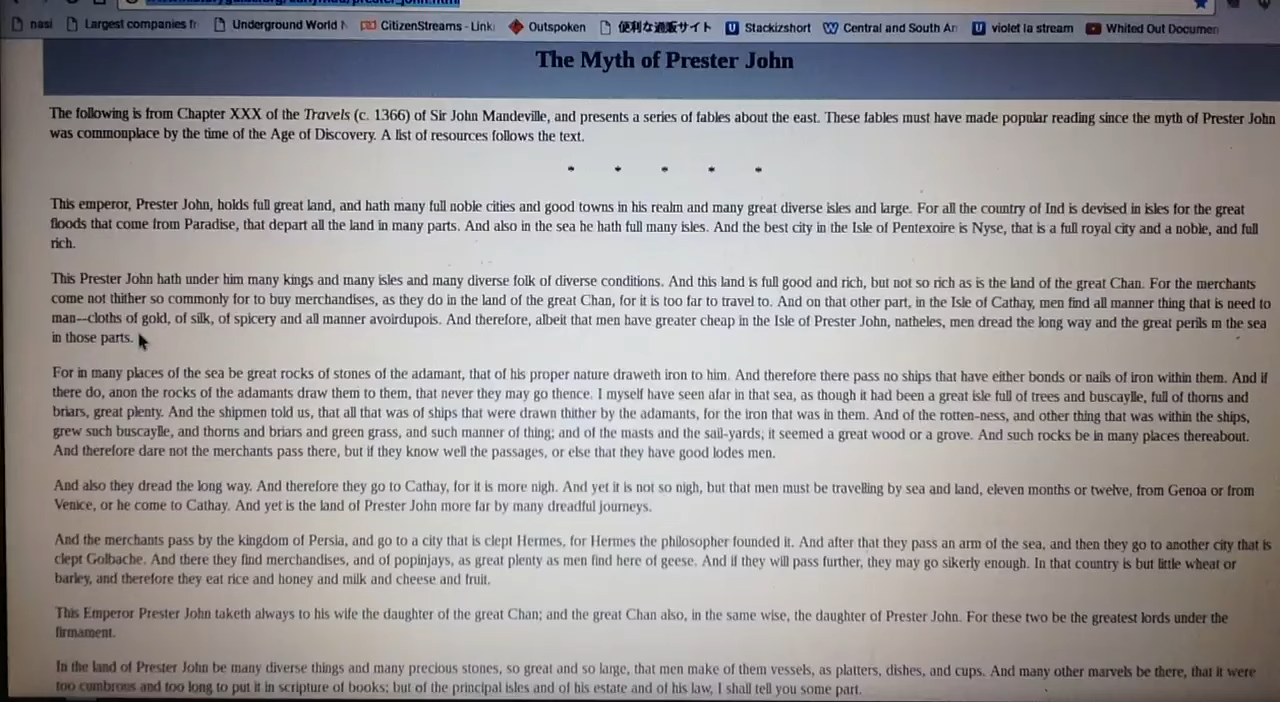 nasi Largest companies fr Underground World N CitizenStreams - Link Outspoken 便利な通販サイト Stackizshort Central and South An violet la stream Whited Out Documen
The Myth of Prester John
The following is from Chapter XXX of the Travels (c. 1366) of Sir John Mandeville, and presents a series of fables about the east. These fables must have made popular reading since the myth of Prester John
was commonplace by the time of the Age of Discovery. A list of resources follows the text.
* * * * *
This emperor, Prester John, holds full great land, and hath many full noble cities and good towns in his realm and many great diverse isles and large. For all the country of Ind is devised in isles for the great
floods that come from Paradise, that depart all the land in many parts. And also in the sea he hath full many isles. And the best city in the Isle of Pentexoire is Nyse, that is a full royal city and a noble, and full
rich.
This Prester John hath under him many kings and many isles and many diverse folk of diverse conditions. And this land is full good and rich, but not so rich as is the land of the great Chan. For the merchants
come not thither so commonly for to buy merchandises, as they do in the land of the great Chan, for it is too far to travel to. And on that other part, in the Isle of Cathay, men find all manner thing that is need to
man--cloths of gold, of silk, of spicery and all manner avoirdupois. And therefore, albeit that men have greater cheap in the Isle of Prester John, natheles, men dread the long way and the great perils m the sea
in those parts.
For in many places of the sea be great rocks of stones of the adamant, that of his proper nature draweth iron to him. And therefore there pass no ships that have either bonds or nails of iron within them. And if
there do, anon the rocks of the adamants draw them to them, that never they may go thence. I myself have seen afar in that sea, as though it had been a great isle full of trees and buscaylle, full of thorns and
briars, great plenty. And the shipmen told us, that all that was of ships that were drawn thither by the adamants, for the iron that was in them. And of the rotten-ness, and other thing that was within the ships,
grew such buscaylle, and thorns and briars and green grass, and such manner of thing; and of the masts and the sail-yards, it seemed a great wood or a grove. And such rocks be in many places thereabout.
And therefore dare not the merchants pass there, but if they know well the passages, or else that they have good lodes men.
And also they dread the long way. And therefore they go to Cathay, for it is more nigh. And yet it is not so nigh, but that men must be travelling by sea and land, eleven months or twelve, from Genoa or from
Venice, or he come to Cathay. And yet is the land of Prester John more far by many dreadful journeys.
And the merchants pass by the kingdom of Persia, and go to a city that is clept Hermes, for Hermes the philosopher founded it. And after that they pass an arm of the sea, and then they go to another city that is
clept Golbache. And there they find merchandises, and of popinjays, as great plenty as men find here of geese. And if they will pass further, they may go sikerly enough. In that country is but little wheat or
barley, and therefore they eat rice and honey and milk and cheese and fruit.
This Emperor Prester John taketh always to his wife the daughter of the great Chan; and the great Chan also, in the same wise, the daughter of Prester John. For these two be the greatest lords under the
firmament.
In the land of Prester John be many diverse things and many precious stones, so great and so large, that men make of them vessels, as platters, dishes, and cups. And many other marvels be there, that it were
too cumbrous and too long to put it in scripture of books; but of the principal isles and of his estate and of his law, I shall tell you some part.